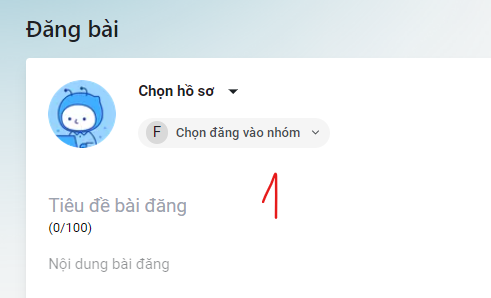 Đăng bài
Chọn hồ sơ
F Chọn đăng vào nhóm
1
Tiêu đề bài đăng
(0/100)
Nội dung bài đăng